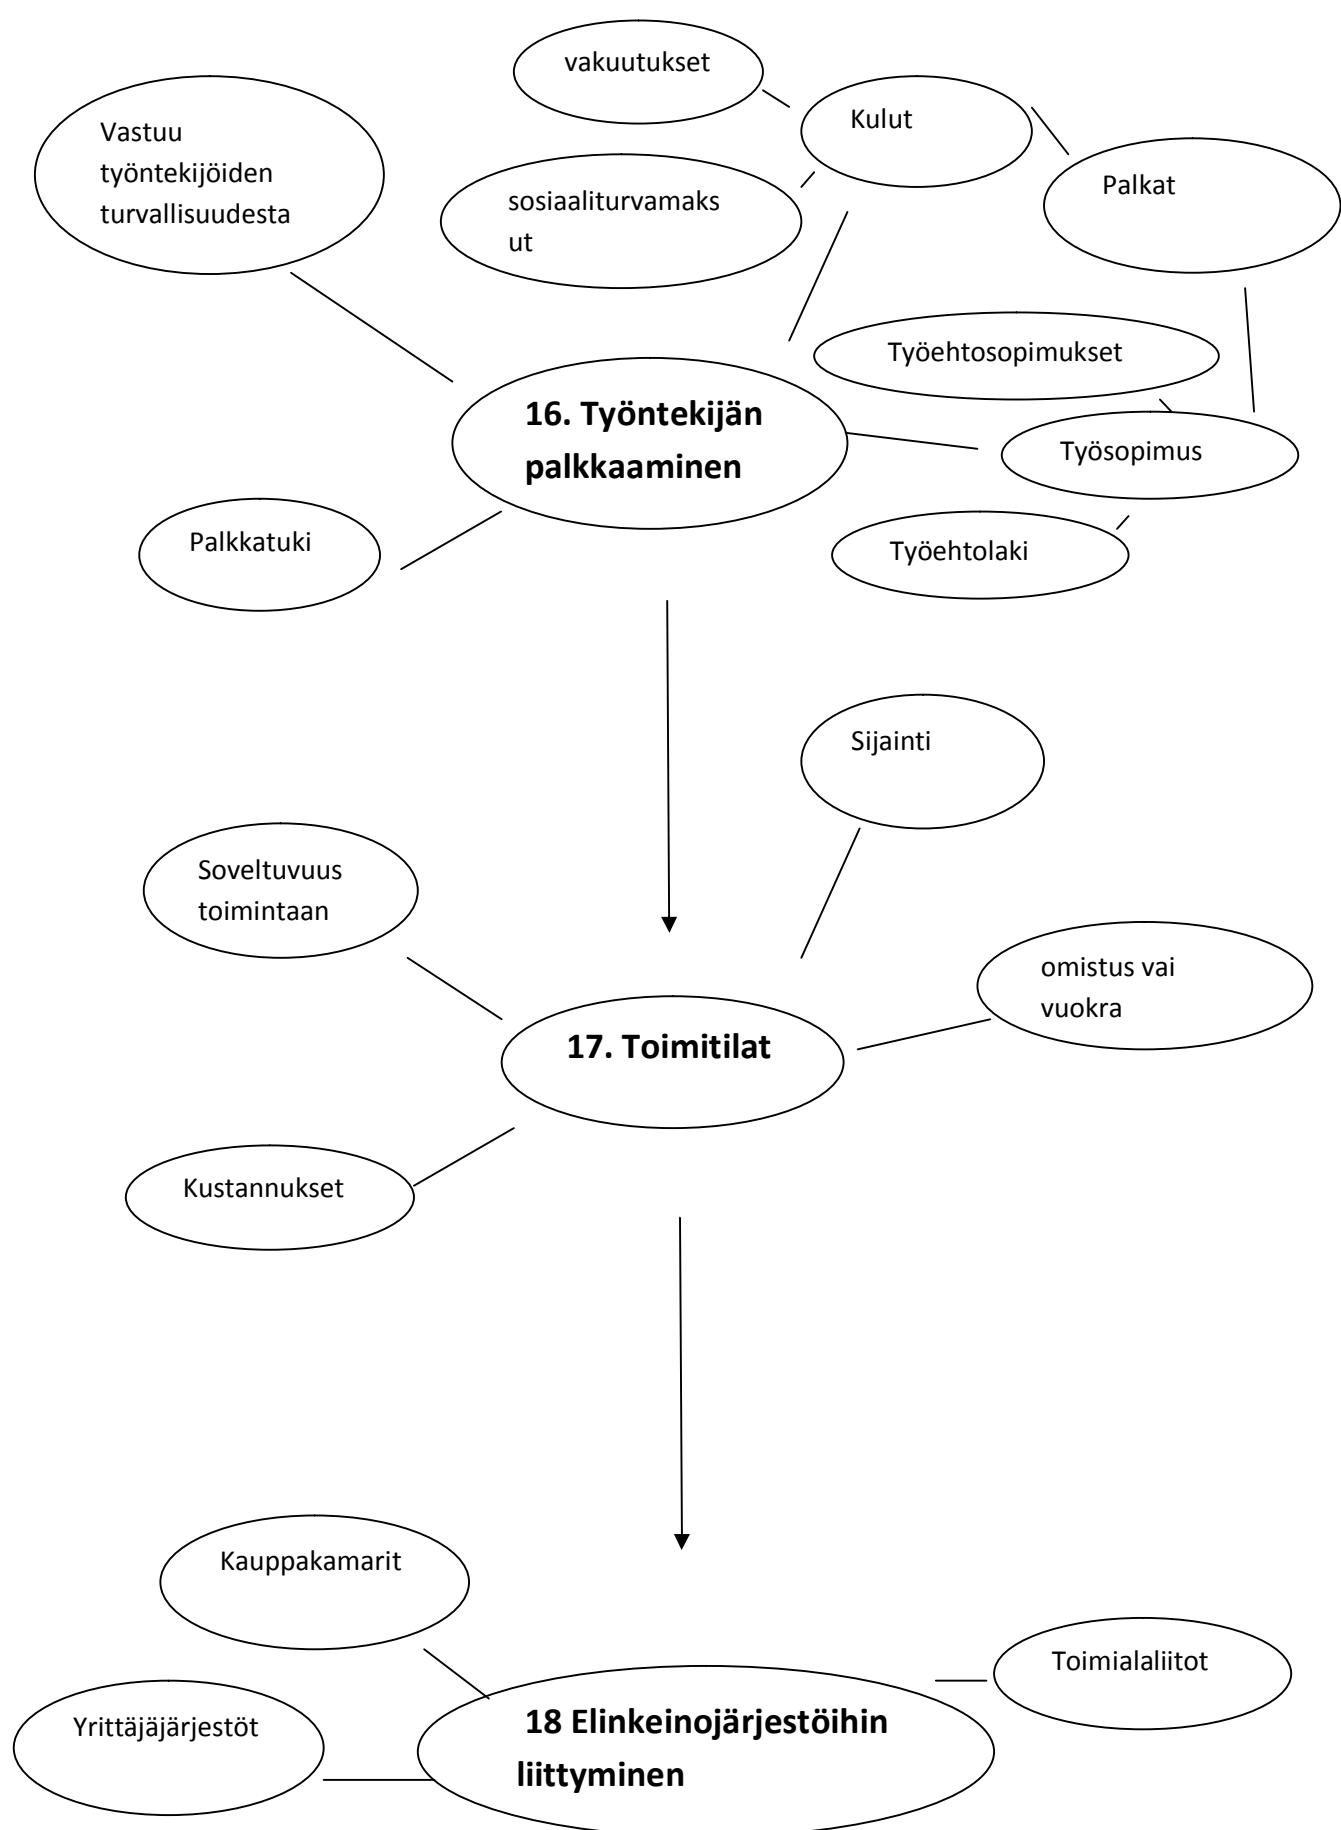 vakuutukset
Kulut
Vastuu
työntekijöiden
turvallisuudesta
sosiaaliturvamaks
ut
Palkat
Työehtosopimukset
16. Työntekijän
palkkaaminen
Työsopimus
Palkkatuki
Työehtolaki
Sijainti
Soveltuvuus
toimintaan
omistus vai
vuokra
17. Toimitilat
Kustannukset
Kauppakamarit
Toimialaliitot
Yrittäjäjärjestöt
18 Elinkeinojärjestöihin
liittyminen